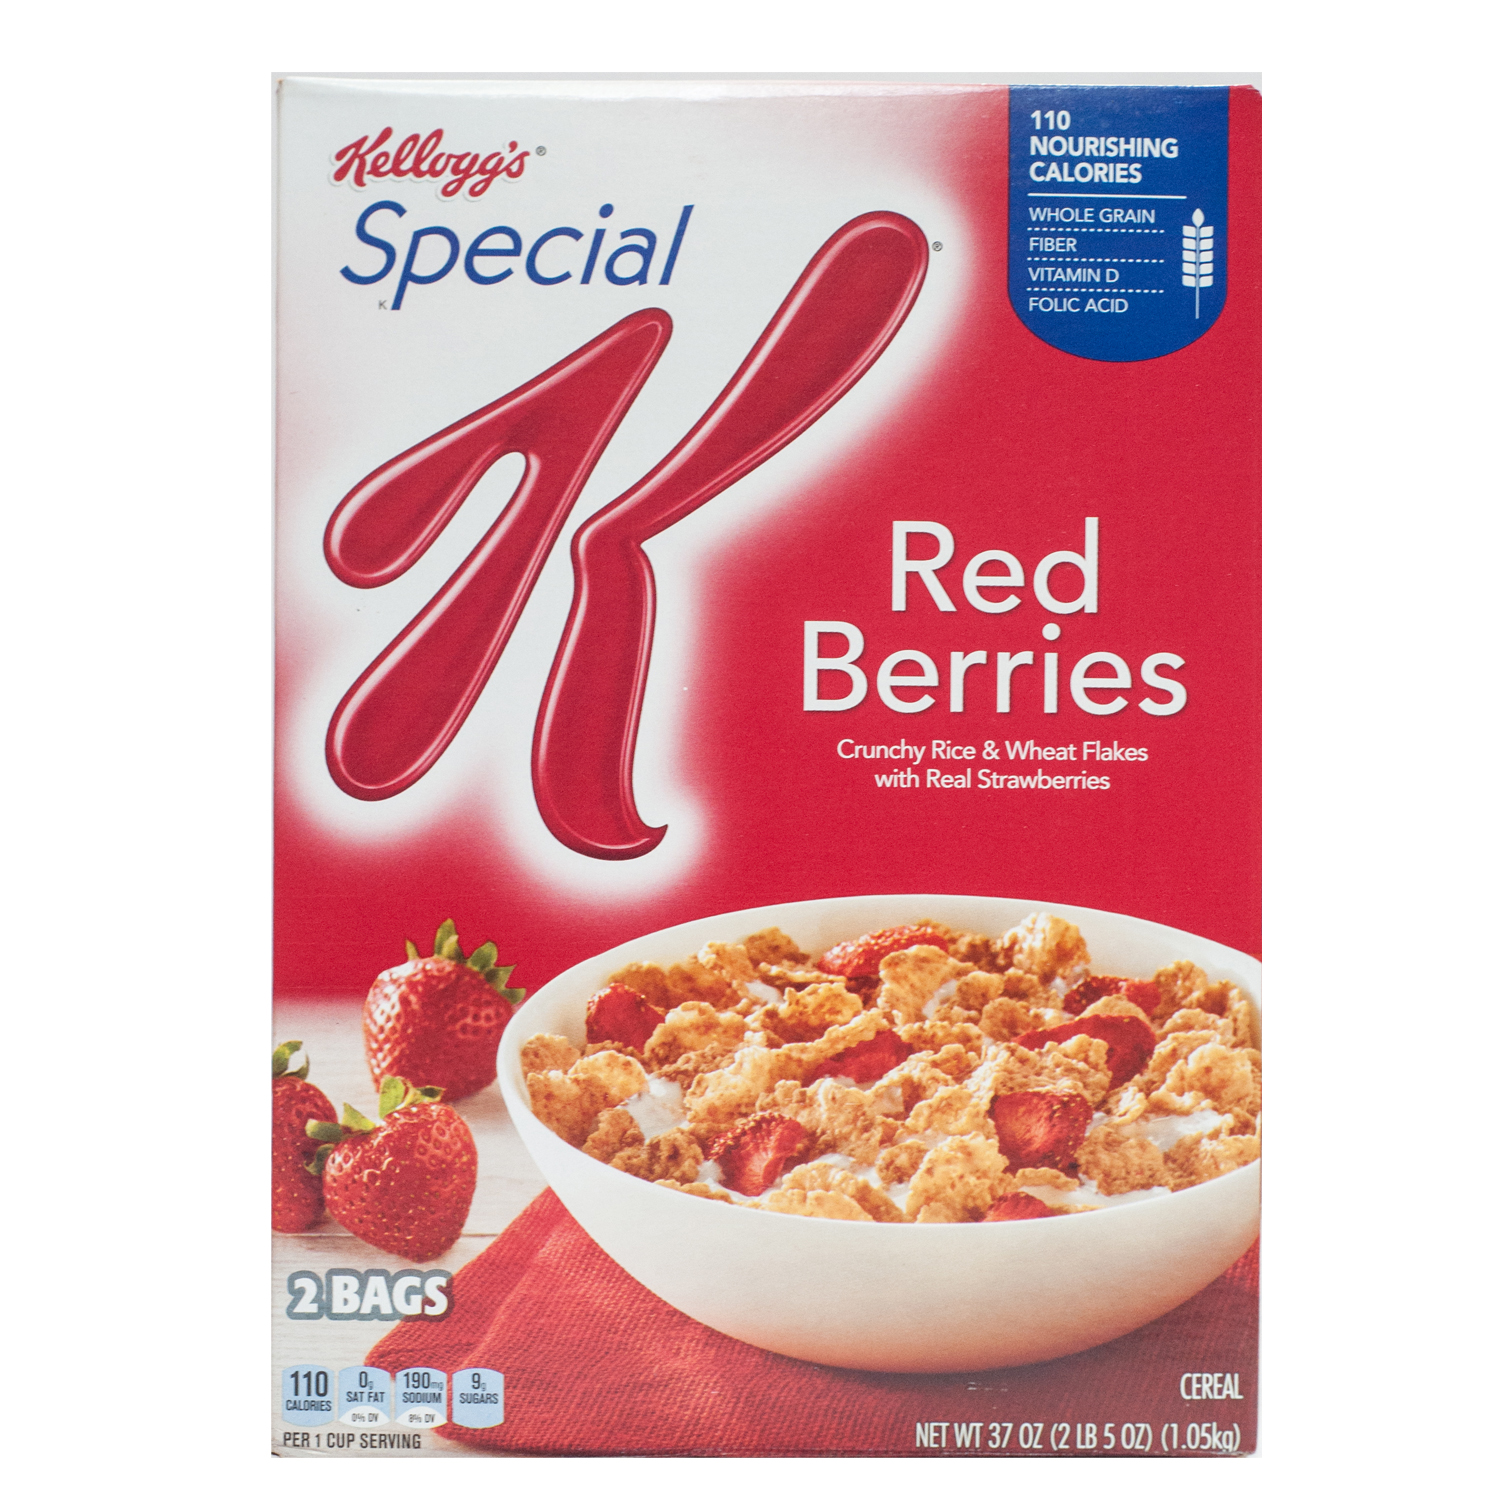 Kellogg's®
Special
K
K®
110
NOURISHING
CALORIES
WHOLE GRAIN
FIBER
VITAMIN D
FOLIC ACID
Red
Berries
Crunchy Rice & Wheat Flakes
with Real Strawberries
2 BAGS
110
CALORIES
0g
SAT FAT
0% DV
190mg
SODIUM
8% DV
9g
SUGARS
PER 1 CUP SERVING
CEREAL
NET WT 37 OZ (2 LB 5 OZ) (1.05kg)